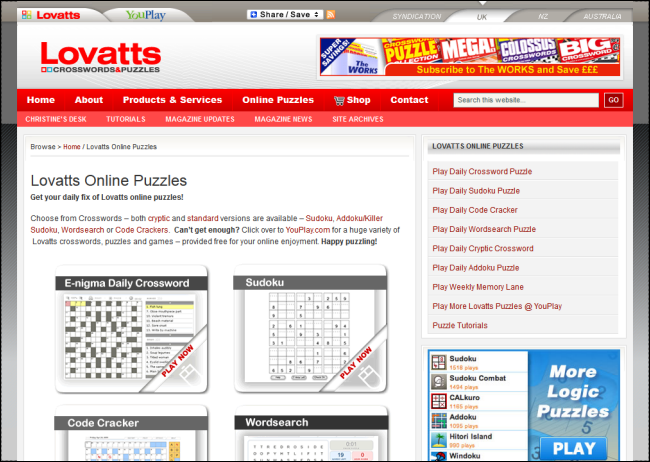 Lovatts
YouPlay
Share / Save
SYNDICATION
UK
NZ
AUSTRALIA
Lovatts
CROSSWORDS&PUZZLES
SUPER SAVINGS!
The WORKS
CROSSWORD PUZZLE COLLECTION
MEGA!
COLOSSUS CROSSWORDS
BIG CROSSWORD
Subscribe to The WORKS and Save £££
Home
About
Products & Services
Online Puzzles
Shop
Contact
Search this website...
GO
CHRISTINE'S DESK
TUTORIALS
MAGAZINE UPDATES
MAGAZINE NEWS
SITE ARCHIVES
Browse > Home / Lovatts Online Puzzles
Lovatts Online Puzzles
Get your daily fix of Lovatts online puzzles!
Choose from Crosswords – both cryptic and standard versions are available – Sudoku, Addoku/Killer
Sudoku, Wordsearch or Code Crackers. Can't get enough? Click over to YouPlay.com for a huge variety of
Lovatts crosswords, puzzles and games – provided free for your online enjoyment. Happy puzzling!
E-nigma Daily Crossword
PLAY NOW
Sudoku
PLAY NOW
Code Cracker
Wordsearch
LOVATTS ONLINE PUZZLES
Play Daily Crossword Puzzle
Play Daily Sudoku Puzzle
Play Daily Code Cracker
Play Daily Wordsearch Puzzle
Play Daily Cryptic Crossword
Play Daily Addoku Puzzle
Play Weekly Memory Lane
Play More Lovatts Puzzles @ YouPlay
Puzzle Tutorials
Sudoku
1516 plays
Sudoku Combat
1494 plays
CALkuro
1165 plays
Addoku
1095 plays
Hitori Island
900 plays
Windoku
More
Logic
Puzzles
PLAY